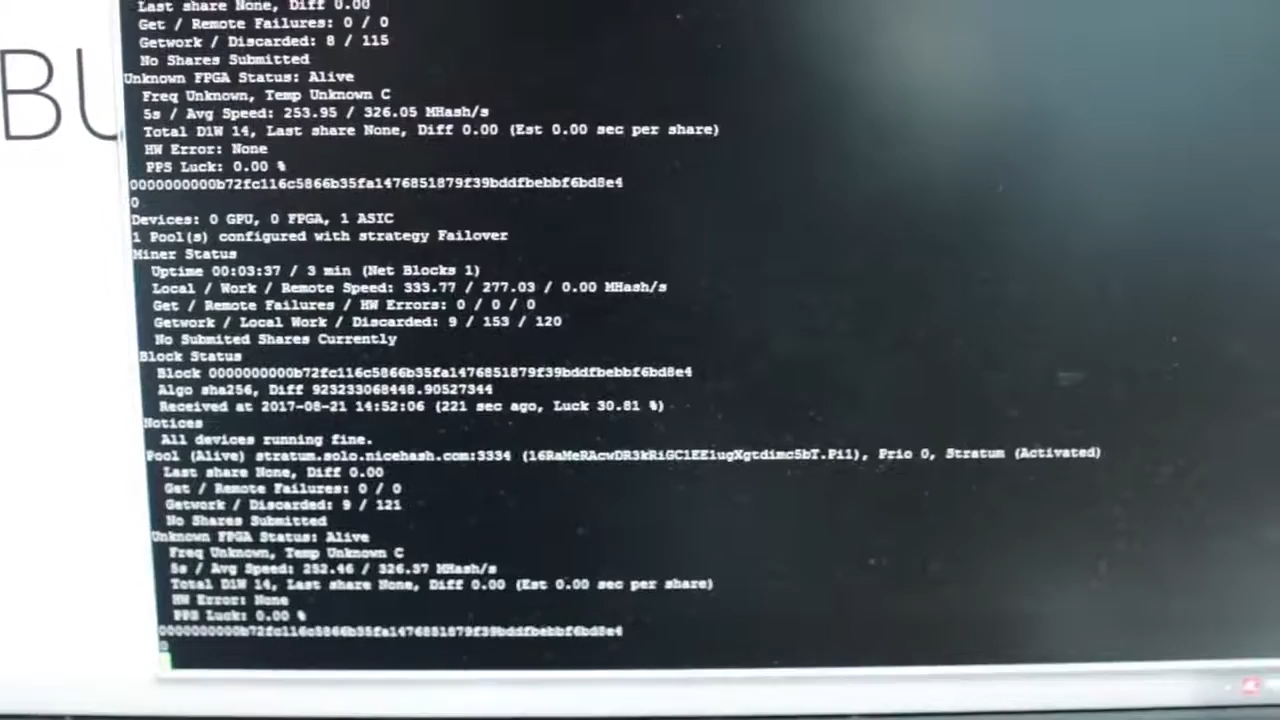 BU
Last share None, Diff 0.00
Get / Remote Failures: 0 / 0
Getwork / Discarded: 8 / 115
No Shares Submitted
Unknown FPGA Status: Alive
Freq Unknown, Temp Unknown C
5s / Avg Speed: 253.95 / 326.05 MHash/s
Total D1W 14, Last share None, Diff 0.00 (Est 0.00 sec per share)
HW Error: None
PPS Luck: 0.00 %
0000000000b72fc116c5866b35fa1476851879f39bddfbebbf6bd8e4
0
Devices: 0 GPU, 0 FPGA, 1 ASIC
1 Pool(s) configured with strategy Failover
Miner Status
Uptime 00:03:37 / 3 min (Net Blocks 1)
Local / Work / Remote Speed: 333.77 / 277.03 / 0.00 MHash/s
Get / Remote Failures / HW Errors: 0 / 0 / 0
Getwork / Local Work / Discarded: 9 / 153 / 120
No Submited Shares Currently
Block Status
Block 0000000000b72fc116c5866b35fa1476851879f39bddfbebbf6bd8e4
Algo sha256, Diff 923233068448.90527344
Received at 2017-08-21 14:52:06 (221 sec ago, Luck 30.81 %)
Notices
All devices running fine.
Pool (Alive) stratum.solo.nicehash.com:3334 (16RaMeRAcwDR3kRiGC1EE1ugXgtdimc5bT.Pi1), Prio 0, Stratum (Activated)
Last share None, Diff 0.00
Get / Remote Failures: 0 / 0
Getwork / Discarded: 9 / 121
No Shares Submitted
Unknown FPGA Status: Alive
Freq Unknown, Temp Unknown C
5s / Avg Speed: 252.46 / 326.37 MHash/s
Total D1W 14, Last share None, Diff 0.00 (Est 0.00 sec per share)
HW Error: None
PPS Luck: 0.00 %
0000000000b72fc116c5866b35fa1476851879f39bddfbebbf6bd8e4
0